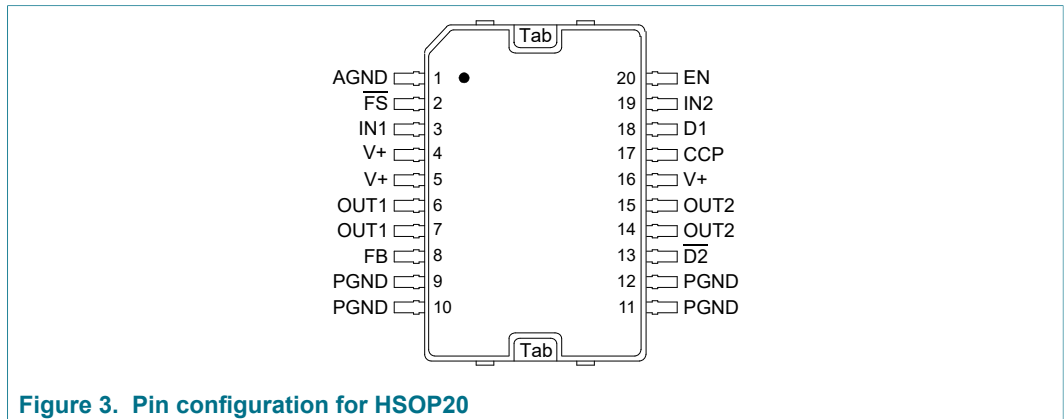 Tab
AGND 1 20 EN
F̅S̅ 2 19 IN2
IN1 3 18 D1
V+ 4 17 CCP
V+ 5 16 V+
OUT1 6 15 OUT2
OUT1 7 14 OUT2
FB 8 13 D̅2̅
PGND 9 12 PGND
PGND 10 11 PGND
Tab
Figure 3. Pin configuration for HSOP20